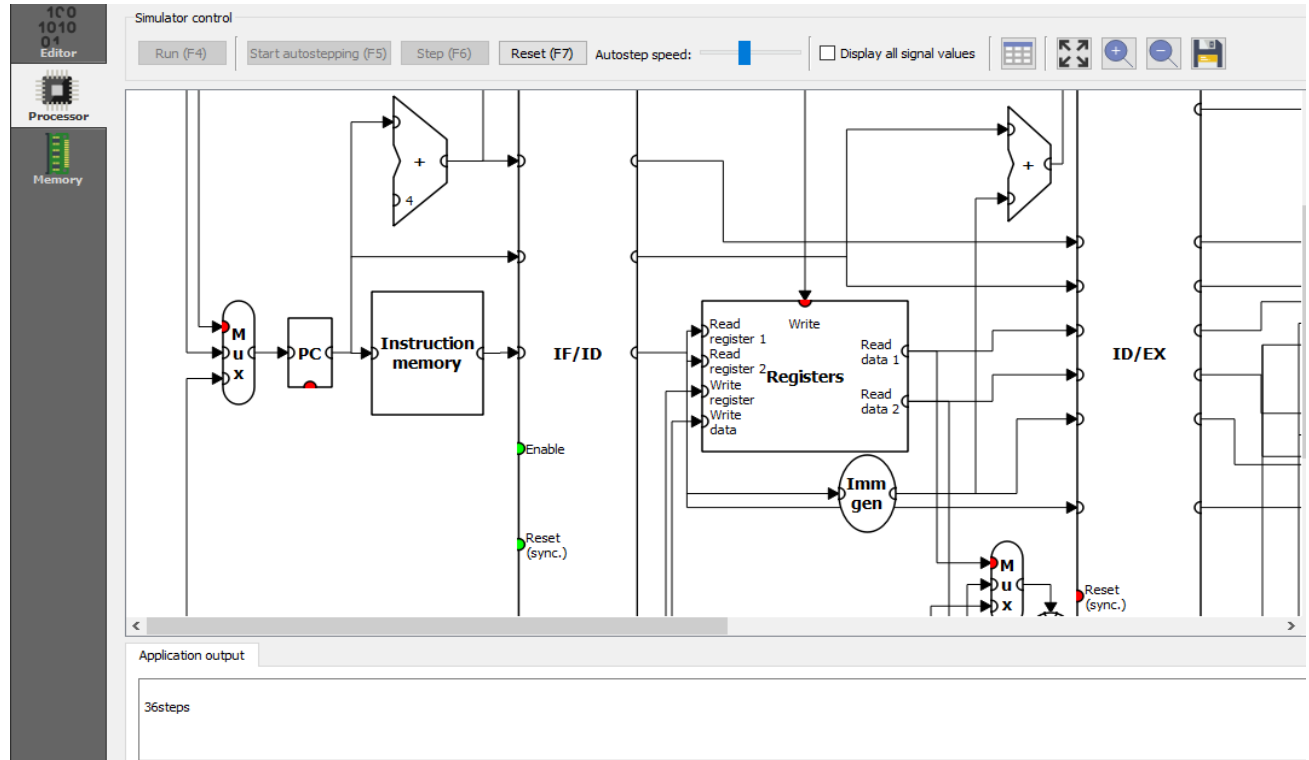 1010
01
Editor
Processor
Memory
Simulator control
Run (F4)
Start autostepping (F5)
Step (F6)
Reset (F7)
Autostep speed:
Display all signal values
+
4
M
u
x
PC
Instruction
memory
IF/ID
Enable
Reset
(sync.)
Read
register 1
Read
register 2
Write
register
Write
data
Write
Registers
Read
data 1
Read
data 2
Imm
gen
+
M
u
x
ID/EX
Reset
(sync.)
Application output
36steps